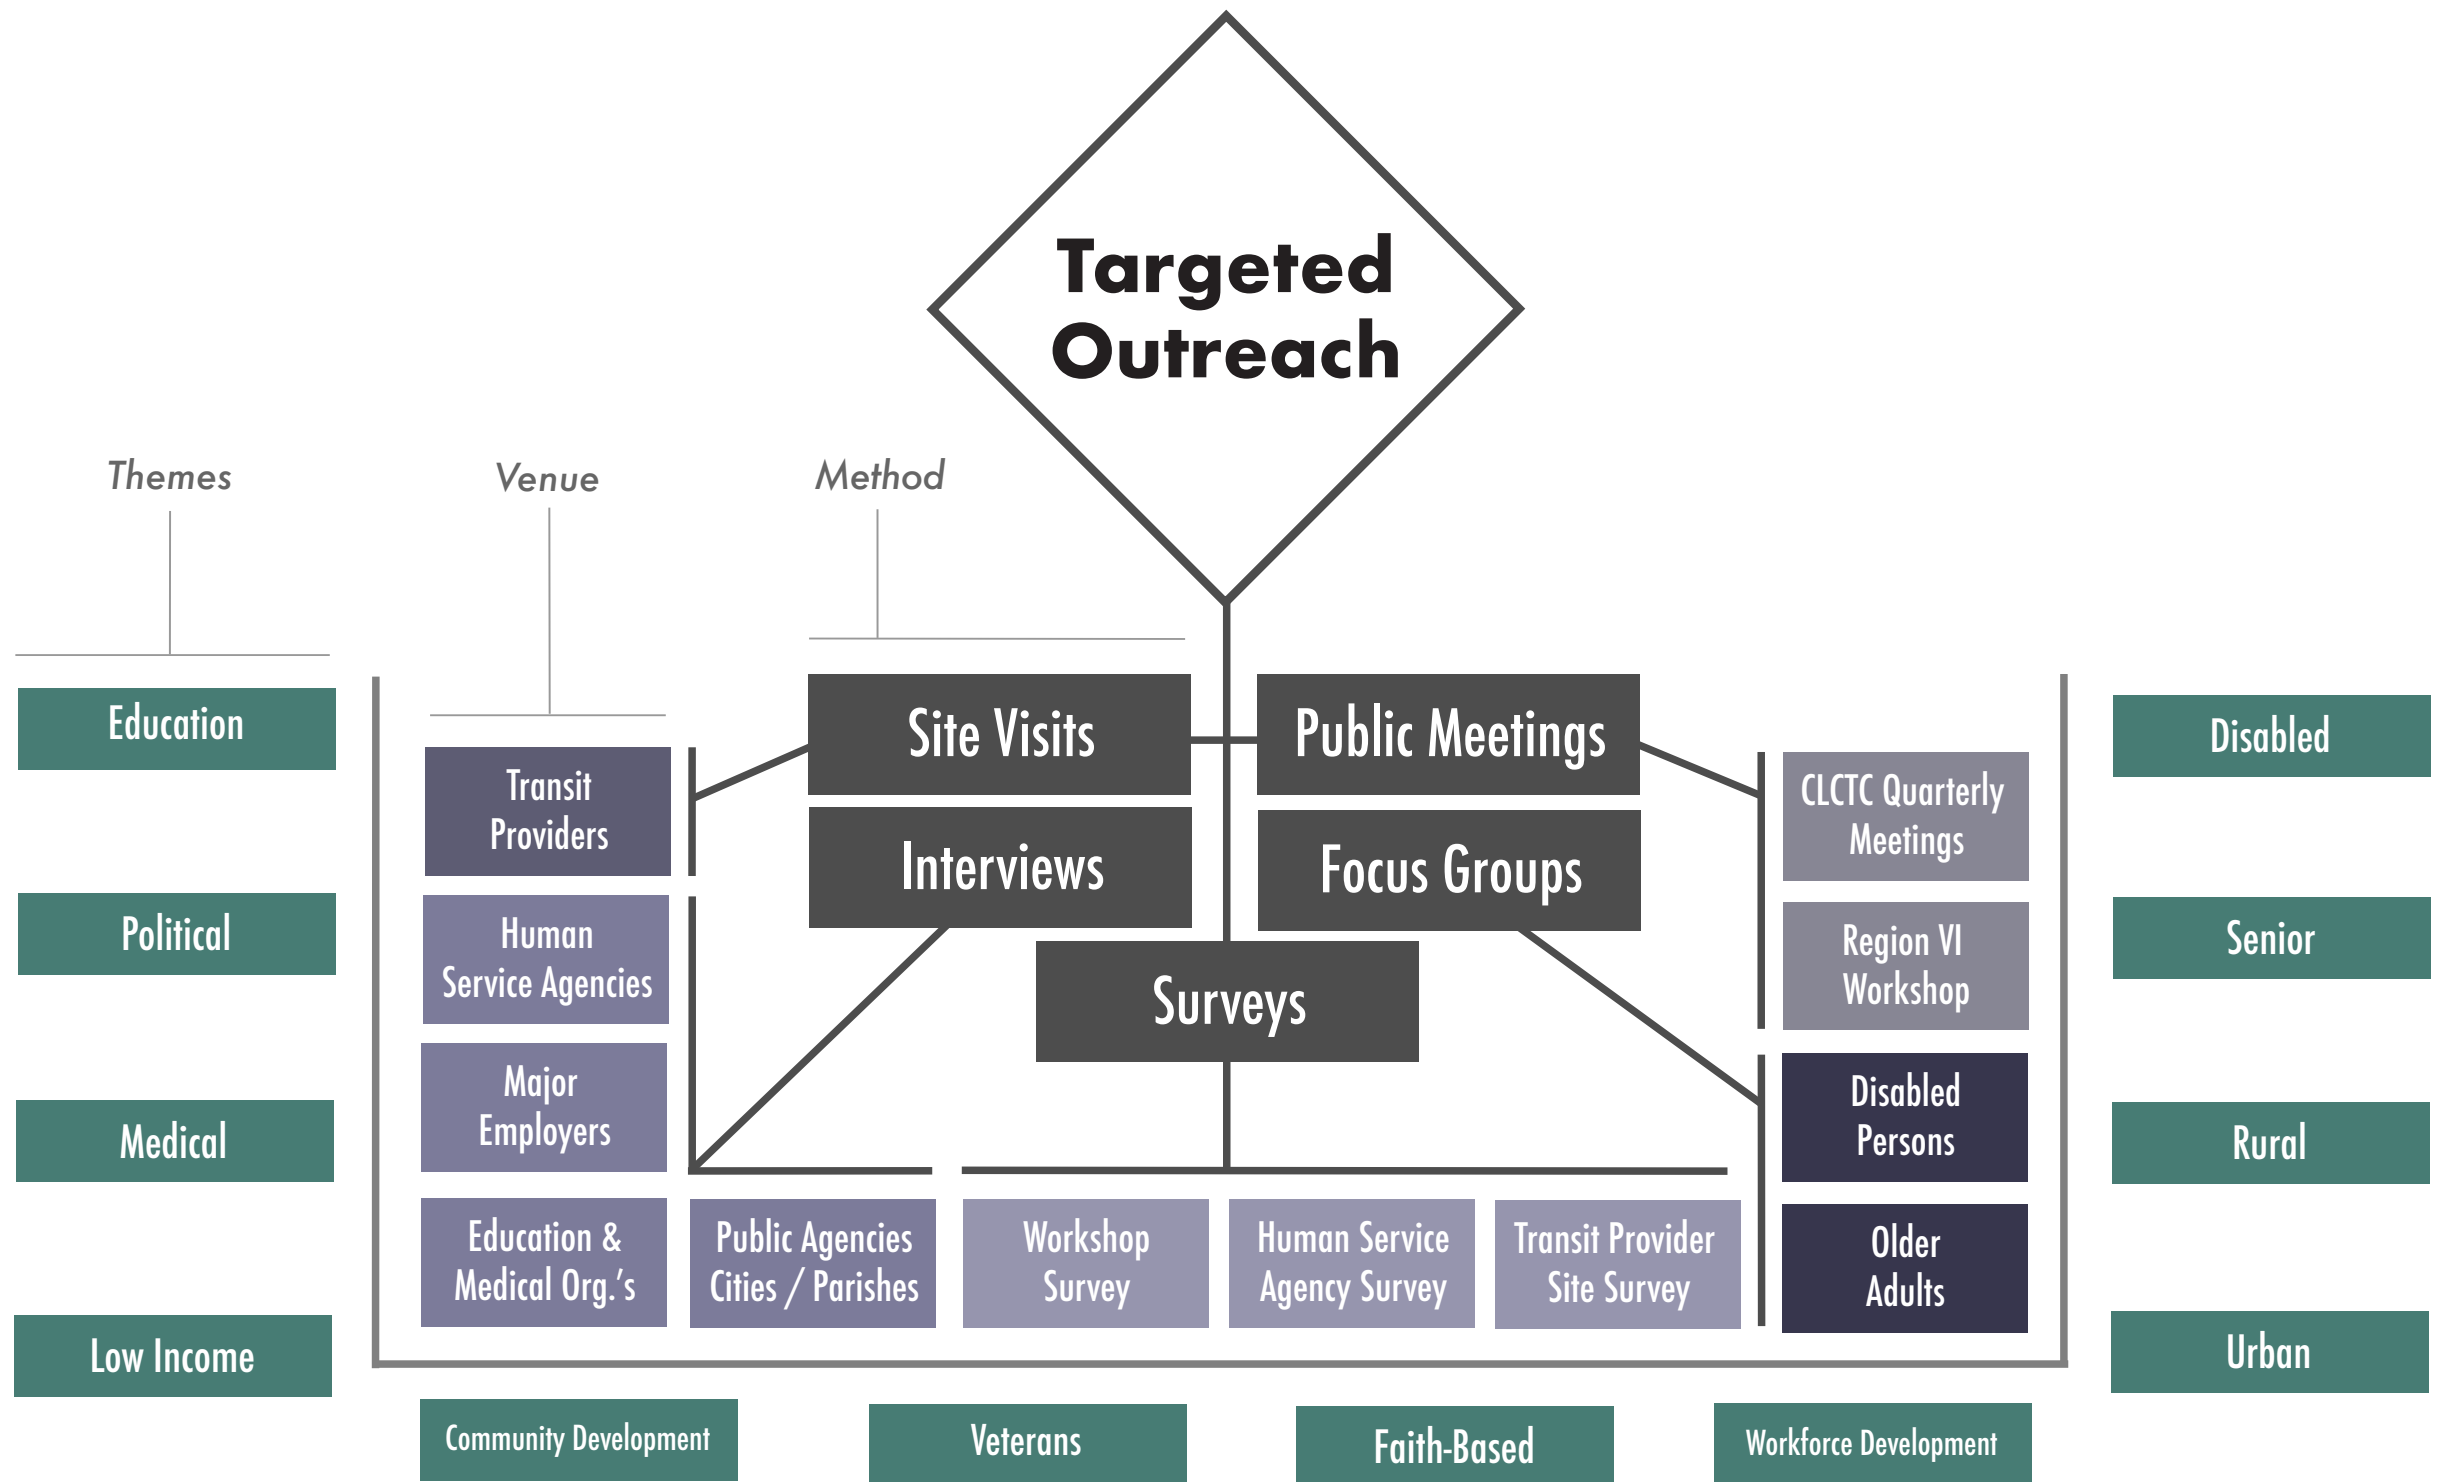 Targeted
Outreach
Themes
Venue
Method
Education
Political
Medical
Low Income
Transit
Providers
Human
Service Agencies
Major
Employers
Education &
Medical Org.'s
Public Agencies
Cities / Parishes
Site Visits
Public Meetings
Interviews
Focus Groups
Surveys
Workshop
Survey
Human Service
Agency Survey
Transit Provider
Site Survey
CLCTC Quarterly
Meetings
Region VI
Workshop
Disabled
Persons
Older
Adults
Disabled
Senior
Rural
Urban
Community Development
Veterans
Faith-Based
Workforce Development